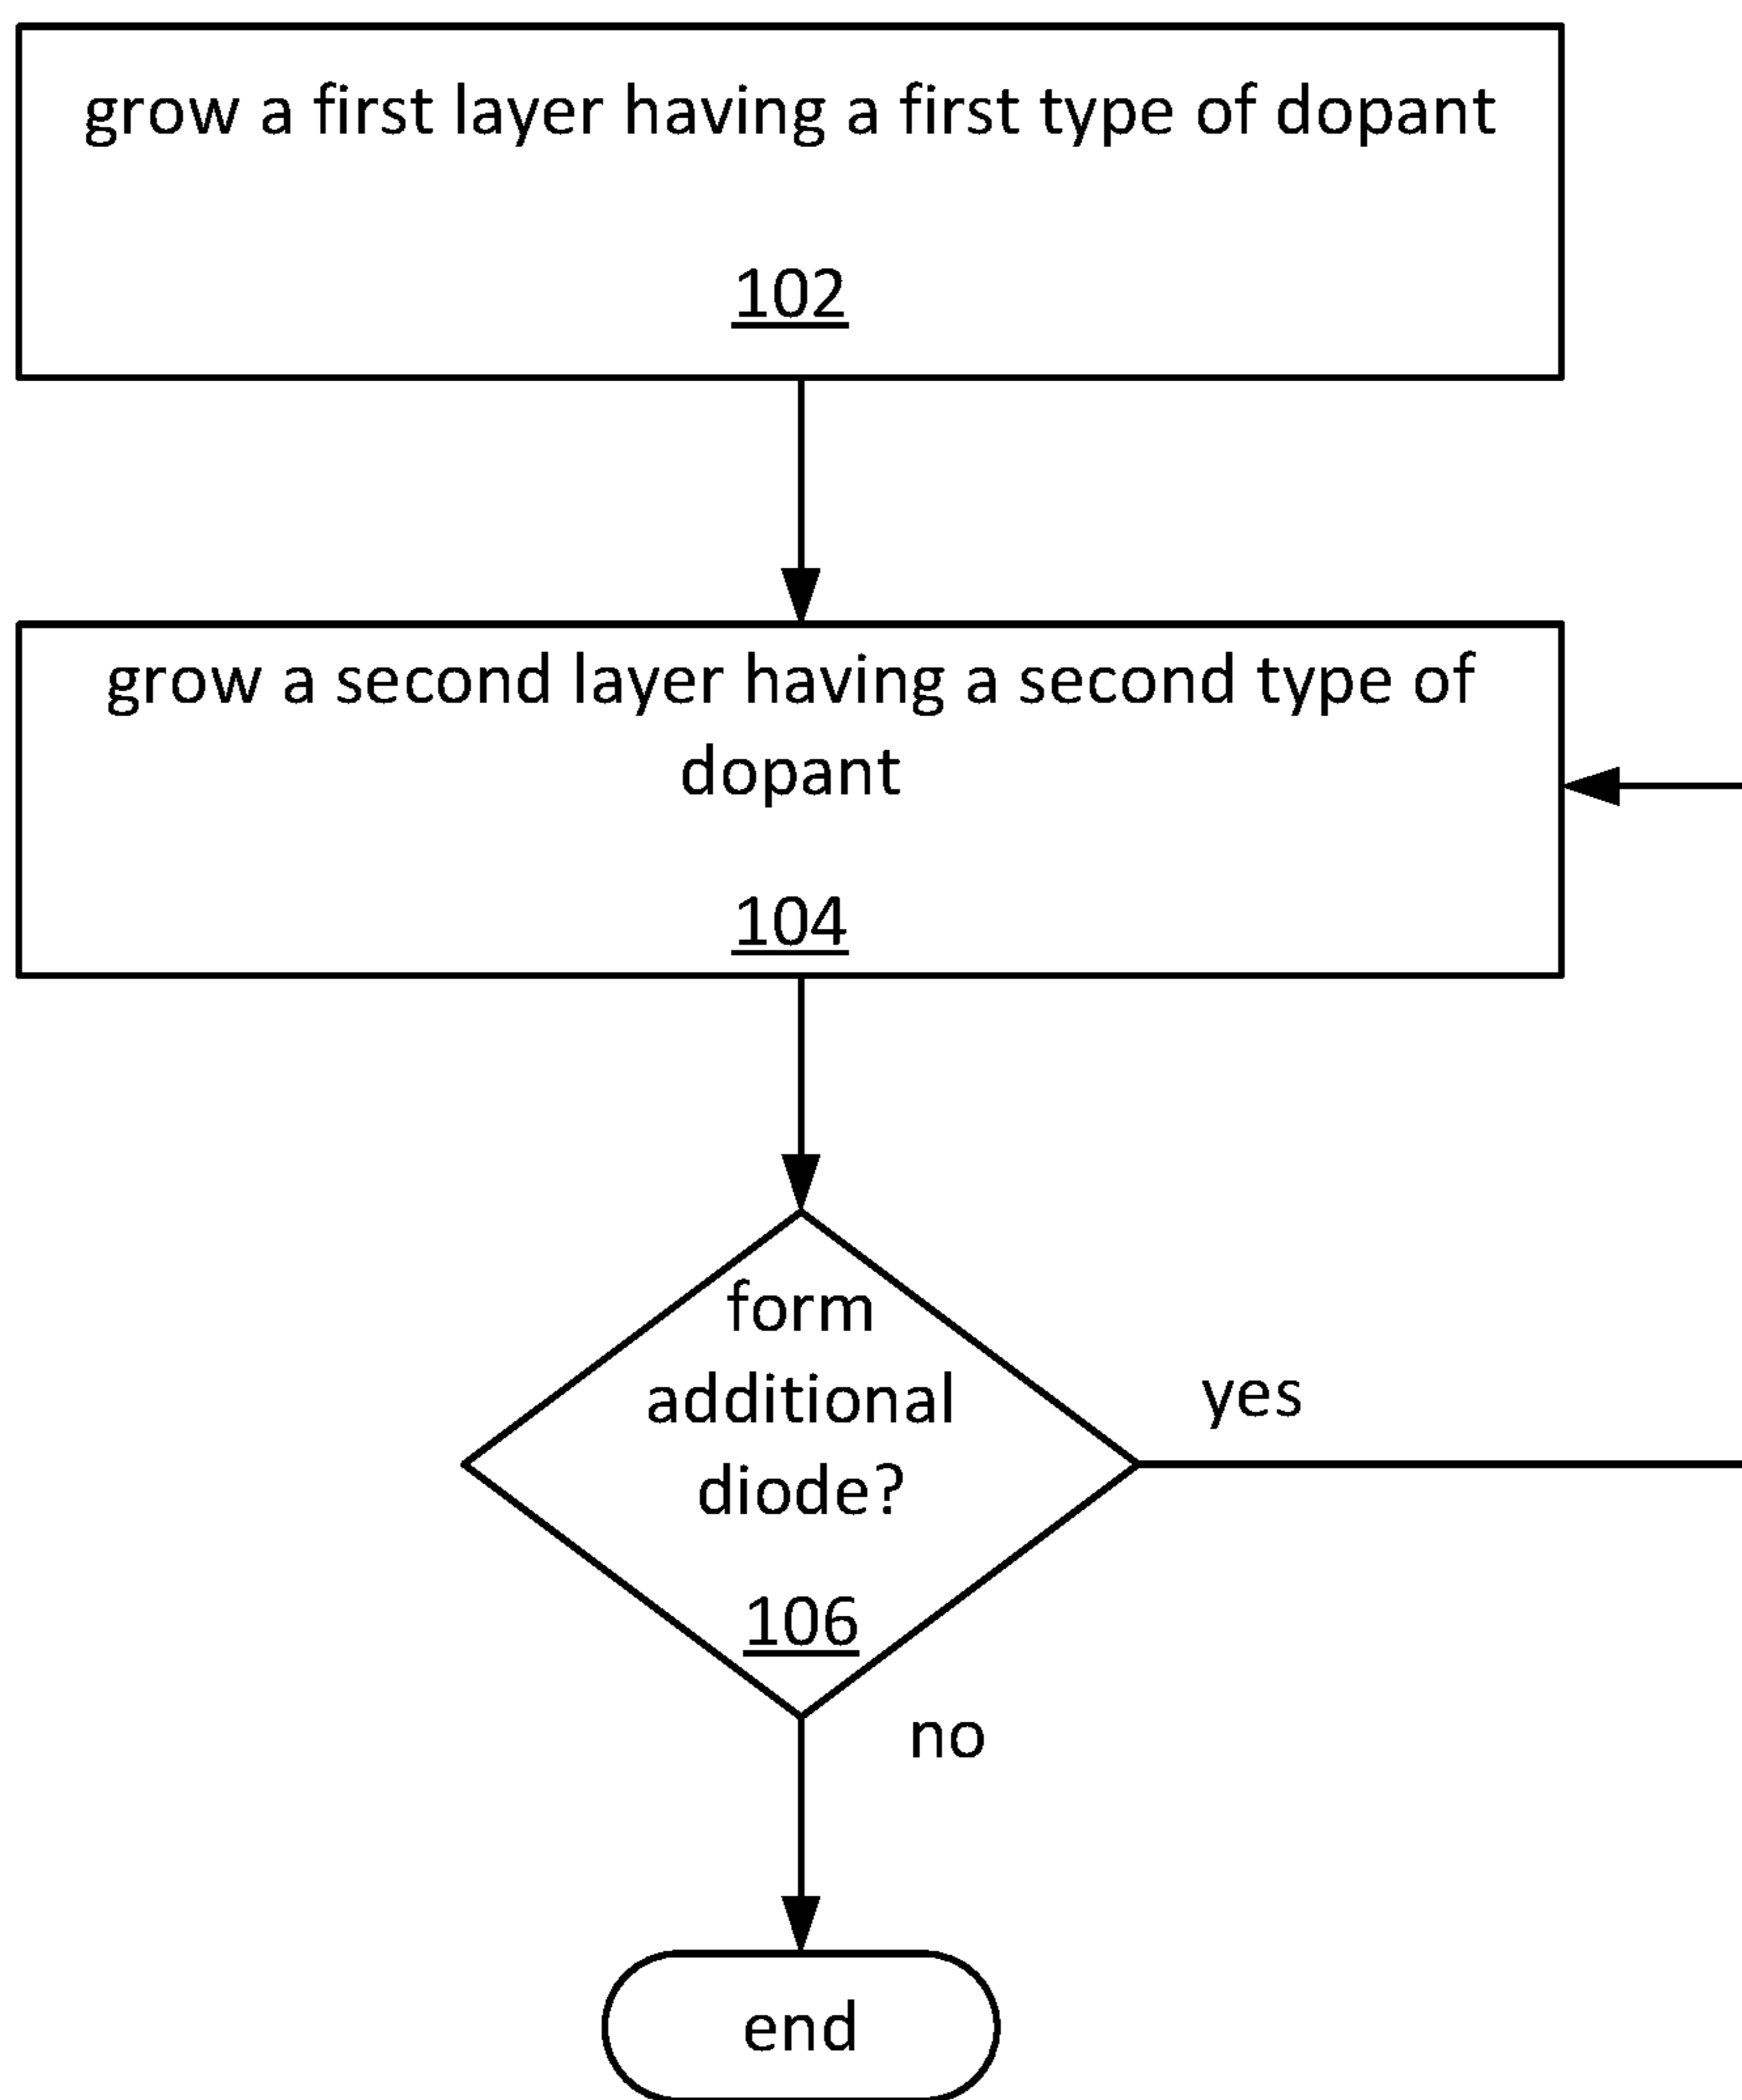 grow a first layer having a first type of dopant
102
grow a second layer having a second type of
dopant
104
form
additional
diode?
106
yes
no
end